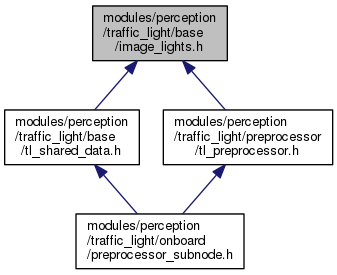 modules/perception
/traffic_light/base
/image_lights.h
modules/perception
/traffic_light/base
/tl_shared_data.h
modules/perception
/traffic_light/preprocessor
/tl_preprocessor.h
modules/perception
/traffic_light/onboard
/preprocessor_subnode.h